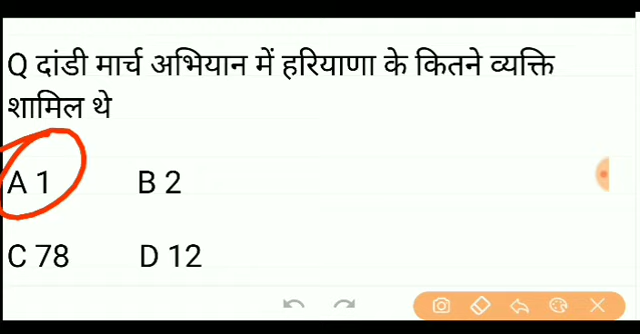 Q दांडी मार्च अभियान में हरियाणा के कितने व्यक्ति
शामिल थे
A 1 B 2
C 78 D 12